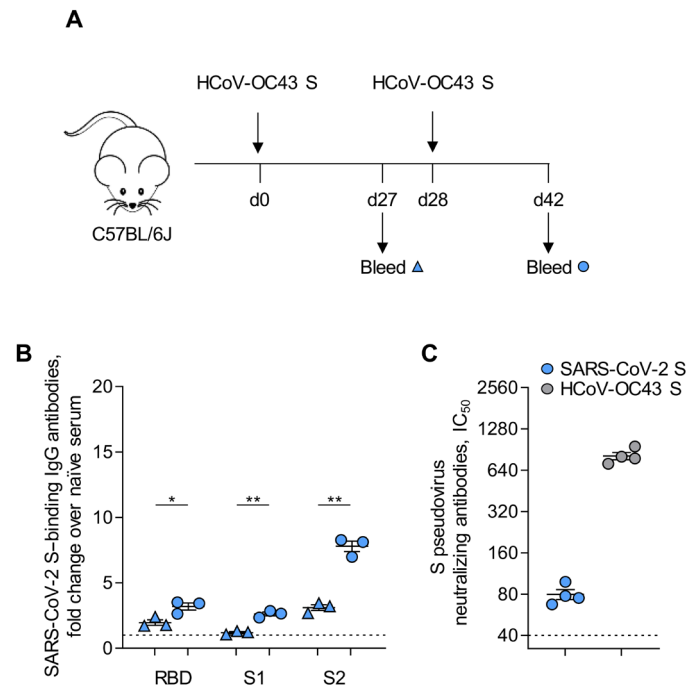 A
HCoV-OC43 S HCoV-OC43 S
d0 d27 d28 d42
C57BL/6J
Bleed Bleed
B
SARS-CoV-2 S–binding IgG antibodies,
fold change over naïve serum
20
15
10
5
0
* ** **
RBD S1 S2
C
SARS-CoV-2 S
HCoV-OC43 S
S pseudovirus
neutralizing antibodies, IC50
2560
1280
640
320
160
80
40